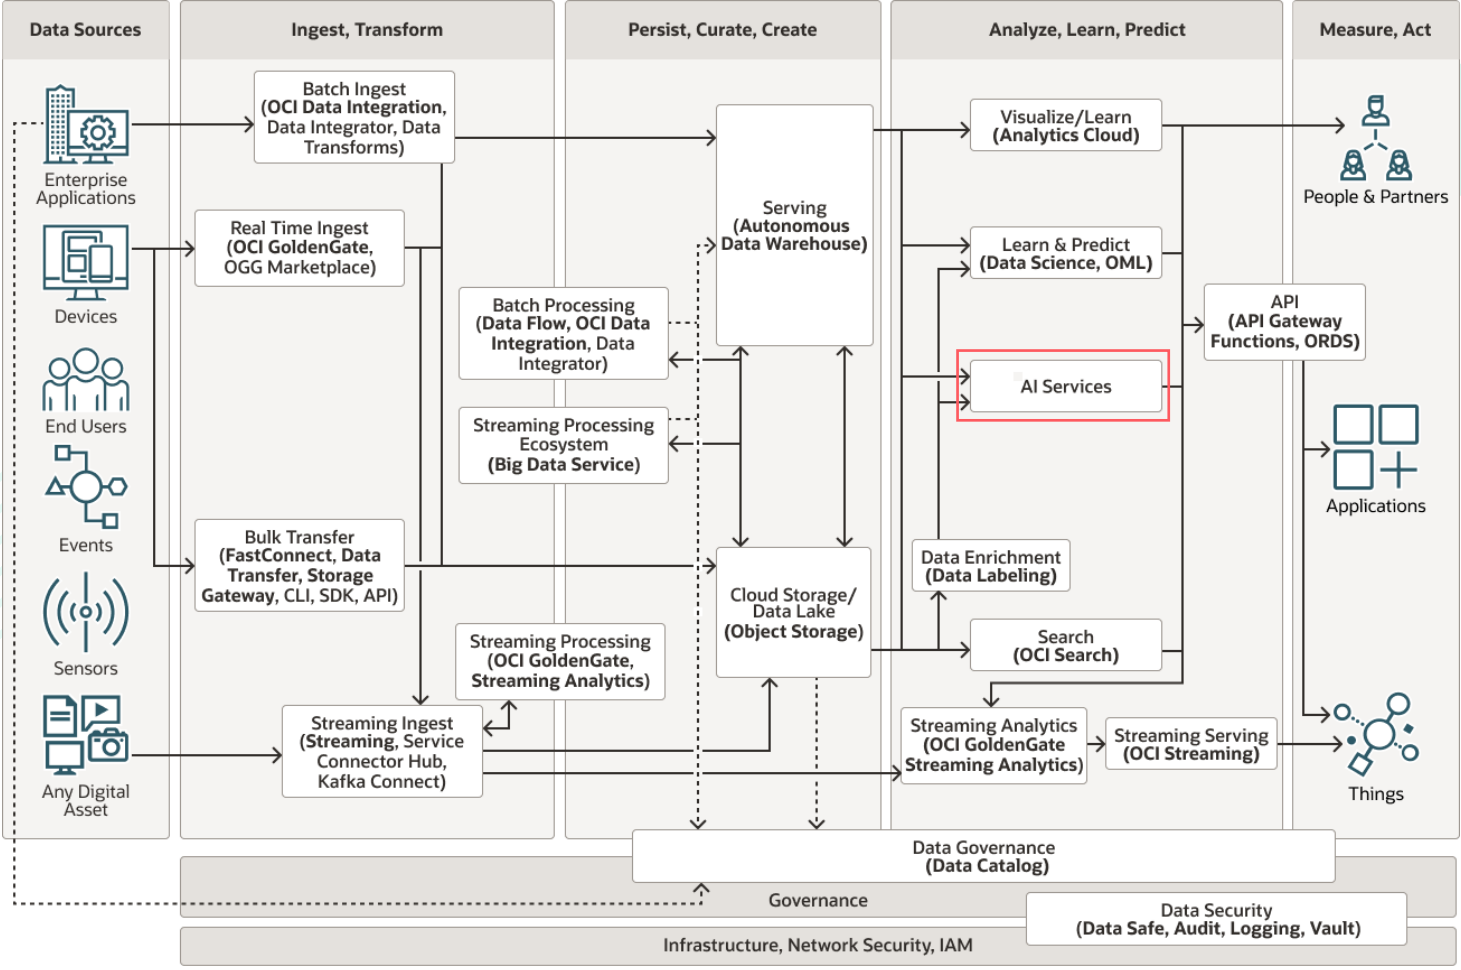 Data Sources
Ingest, Transform
Persist, Curate, Create
Analyze, Learn, Predict
Measure, Act
Enterprise
Applications
Devices
End Users
Events
Sensors
Any Digital
Asset
Batch Ingest
(OCI Data Integration,
Data Integrator, Data
Transforms)
Real Time Ingest
(OCI GoldenGate,
OGG Marketplace)
Bulk Transfer
(FastConnect, Data
Transfer, Storage
Gateway, CLI, SDK, API)
Streaming Ingest
(Streaming, Service
Connector Hub,
Kafka Connect)
Batch Processing
(Data Flow, OCI Data
Integration, Data
Integrator)
Streaming Processing
Ecosystem
(Big Data Service)
Streaming Processing
(OCI GoldenGate,
Streaming Analytics)
Serving
(Autonomous
Data Warehouse)
Cloud Storage/
Data Lake
(Object Storage)
Visualize/Learn
(Analytics Cloud)
Learn & Predict
(Data Science, OML)
AI Services
Data Enrichment
(Data Labeling)
Search
(OCI Search)
Streaming Analytics
(OCI GoldenGate
Streaming Analytics)
Streaming Serving
(OCI Streaming)
API
(API Gateway
Functions, ORDS)
People & Partners
Applications
Things
Data Governance
(Data Catalog)
Governance
Data Security
(Data Safe, Audit, Logging, Vault)
Infrastructure, Network Security, IAM